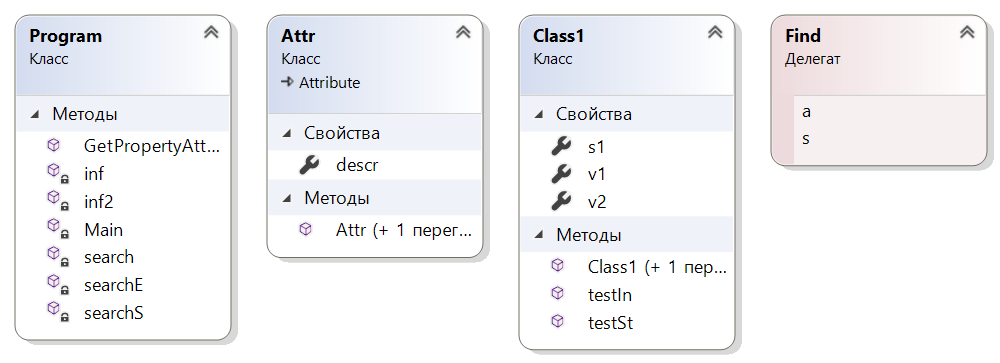 Program
Класс
Методы
GetPropertyAtt...
inf
inf2
Main
search
searchE
searchS
Attr
Класс
Attribute
Свойства
descr
Методы
Attr (+ 1 перег...
Class1
Класс
Свойства
s1
v1
v2
Методы
Class1 (+ 1 пер...
testIn
testSt
Find
Делегат
a
s